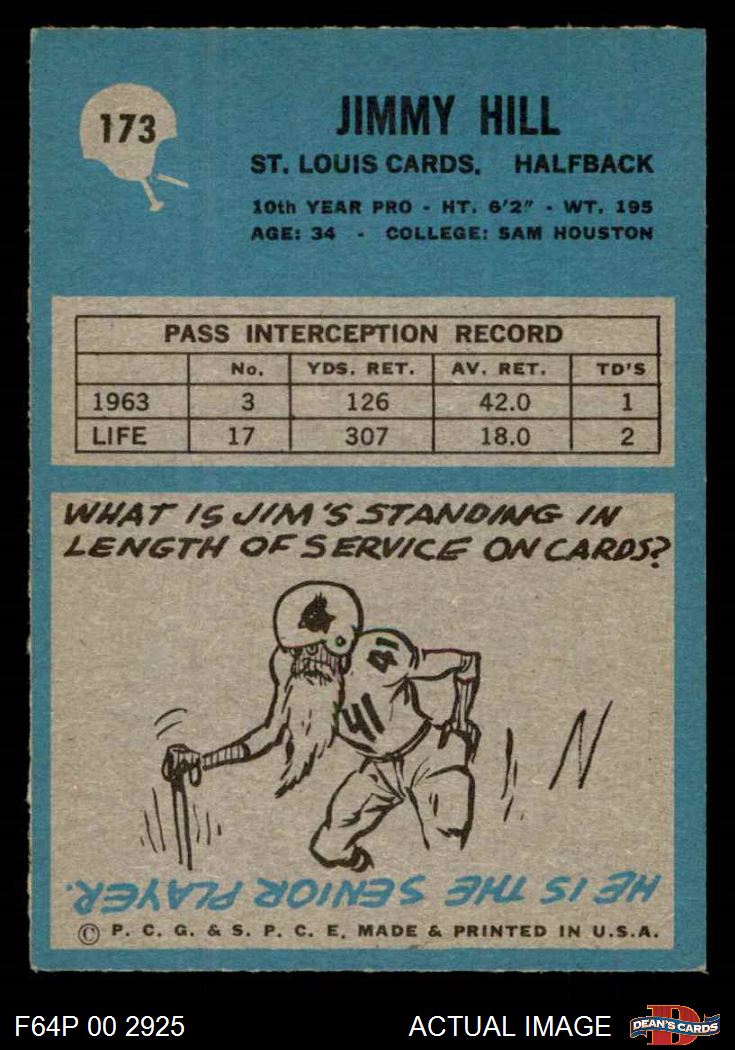 173
JIMMY HILL
ST. LOUIS CARDS. HALFBACK
10th YEAR PRO - HT. 6'2" - WT. 195
AGE: 34 - COLLEGE: SAM HOUSTON
PASS INTERCEPTION RECORD
No. YDS. RET. AV. RET. TD'S
1963 3 126 42.0 1
LIFE 17 307 18.0 2
WHAT IS JIM'S STANDING IN
LENGTH OF SERVICE ON CARDS?
41
41
HE IS THE SENIOR PLAYER.
© P. C. G. & S. P. C. E. MADE & PRINTED IN U.S.A.
F64P 00 2925
ACTUAL IMAGE
D
DEAN'S CARDS